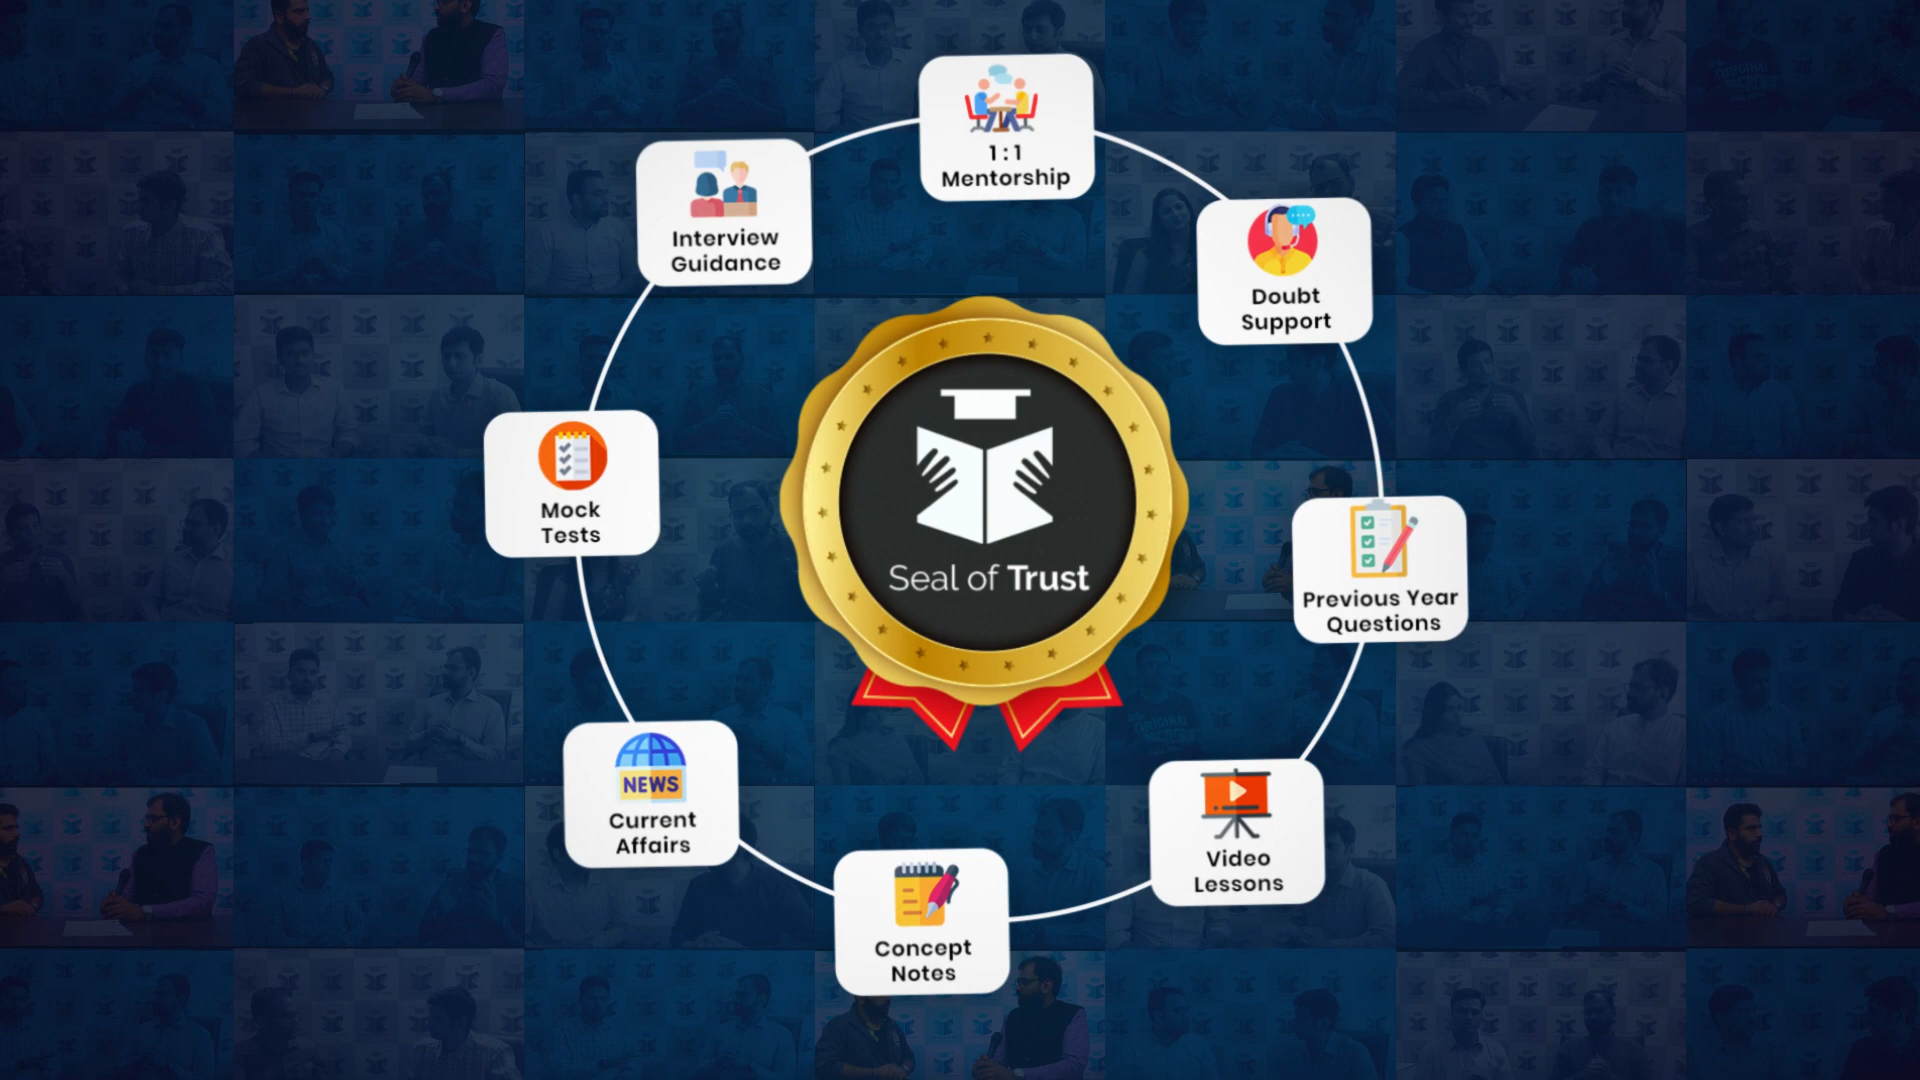 1 : 1
Mentorship
Interview
Guidance
Doubt
Support
Seal of Trust
Mock
Tests
Previous Year
Questions
NEWS
Current
Affairs
Video
Lessons
Concept
Notes